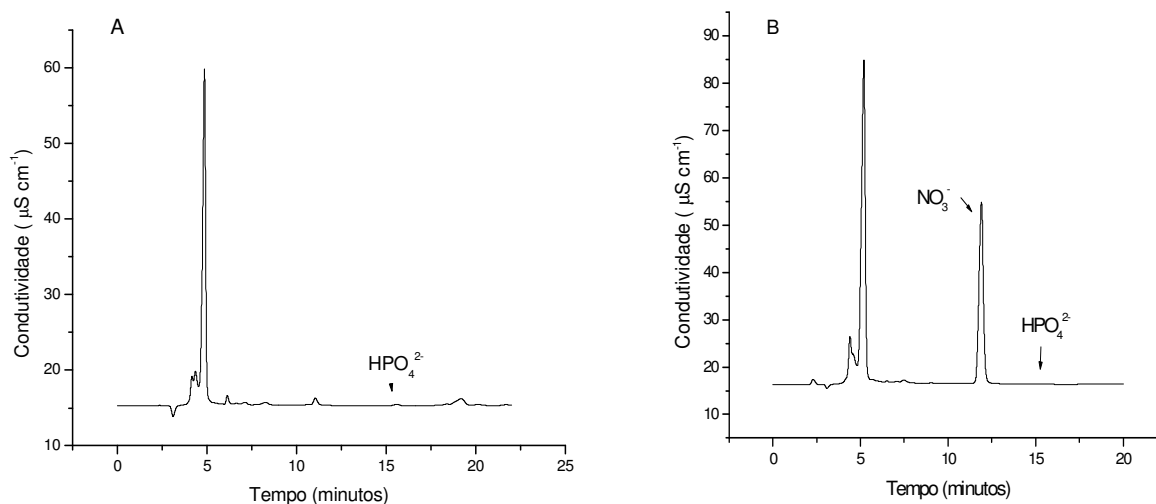 A
60
50
40
30
20
10
Condutividade ( µS cm⁻¹)
HPO₄²⁻
0 5 10 15 20 25
Tempo (minutos)
B
90
80
70
60
50
40
30
20
10
Condutividade ( µS cm⁻¹)
NO₃⁻
HPO₄²⁻
0 5 10 15 20
Tempo (minutos)